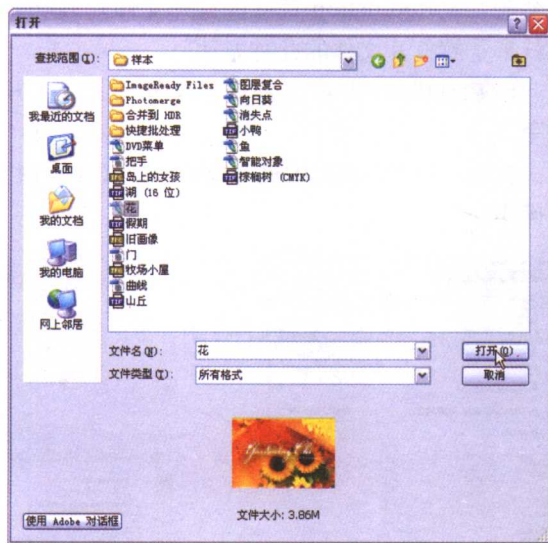 打开
查找范围(I):
样本
我最近的文档
桌面
我的文档
我的电脑
网上邻居
ImageReady Files
Photomerge
合并到 HDR
快捷批处理
DVD菜单
把手
岛上的女孩
湖 (16 位)
花
假期
旧画像
门
牧场小屋
曲线
山丘
图层复合
向日葵
消失点
小鸭
鱼
智能对象
棕榈树 (CMYK)
文件名(N):
花
打开(O)
文件类型(T):
所有格式
取消
文件大小: 3.86M
使用 Adobe 对话框